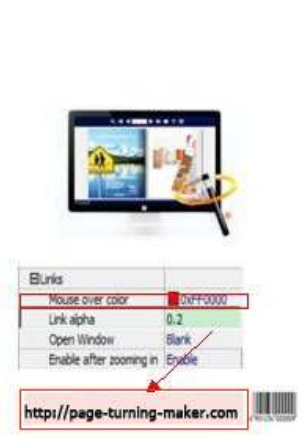 Links
Mouse over color 0xFF0000
Link alpha 0.2
Open Window Blank
Enable after zooming in Enable
http://page-turning-maker.com